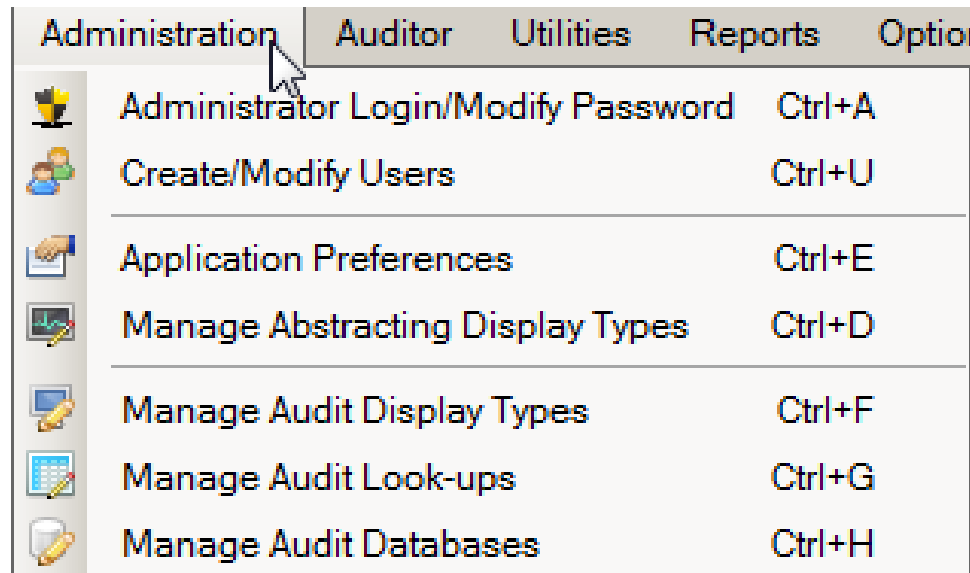 Administration Auditor Utilities Reports Optio
Administrator Login/Modify Password Ctrl+A
Create/Modify Users Ctrl+U
Application Preferences Ctrl+E
Manage Abstracting Display Types Ctrl+D
Manage Audit Display Types Ctrl+F
Manage Audit Look-ups Ctrl+G
Manage Audit Databases Ctrl+H